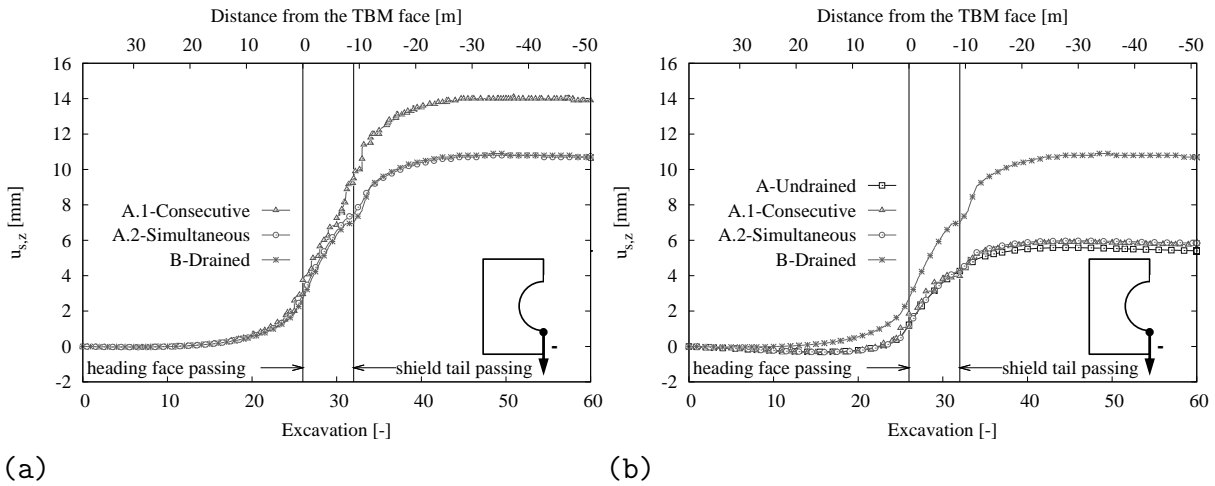 Distance from the TBM face [m]
30 20 10 0 -10 -20 -30 -40 -50
16
14
12
10
8
6
4
2
0
-2
u_s,z [mm]
A.1-Consecutive
A.2-Simultaneous
B-Drained
-
heading face passing
shield tail passing
0 10 20 30 40 50 60
Excavation [-]
(a)
Distance from the TBM face [m]
30 20 10 0 -10 -20 -30 -40 -50
16
14
12
10
8
6
4
2
0
-2
u_s,z [mm]
A-Undrained
A.1-Consecutive
A.2-Simultaneous
B-Drained
-
heading face passing
shield tail passing
0 10 20 30 40 50 60
Excavation [-]
(b)